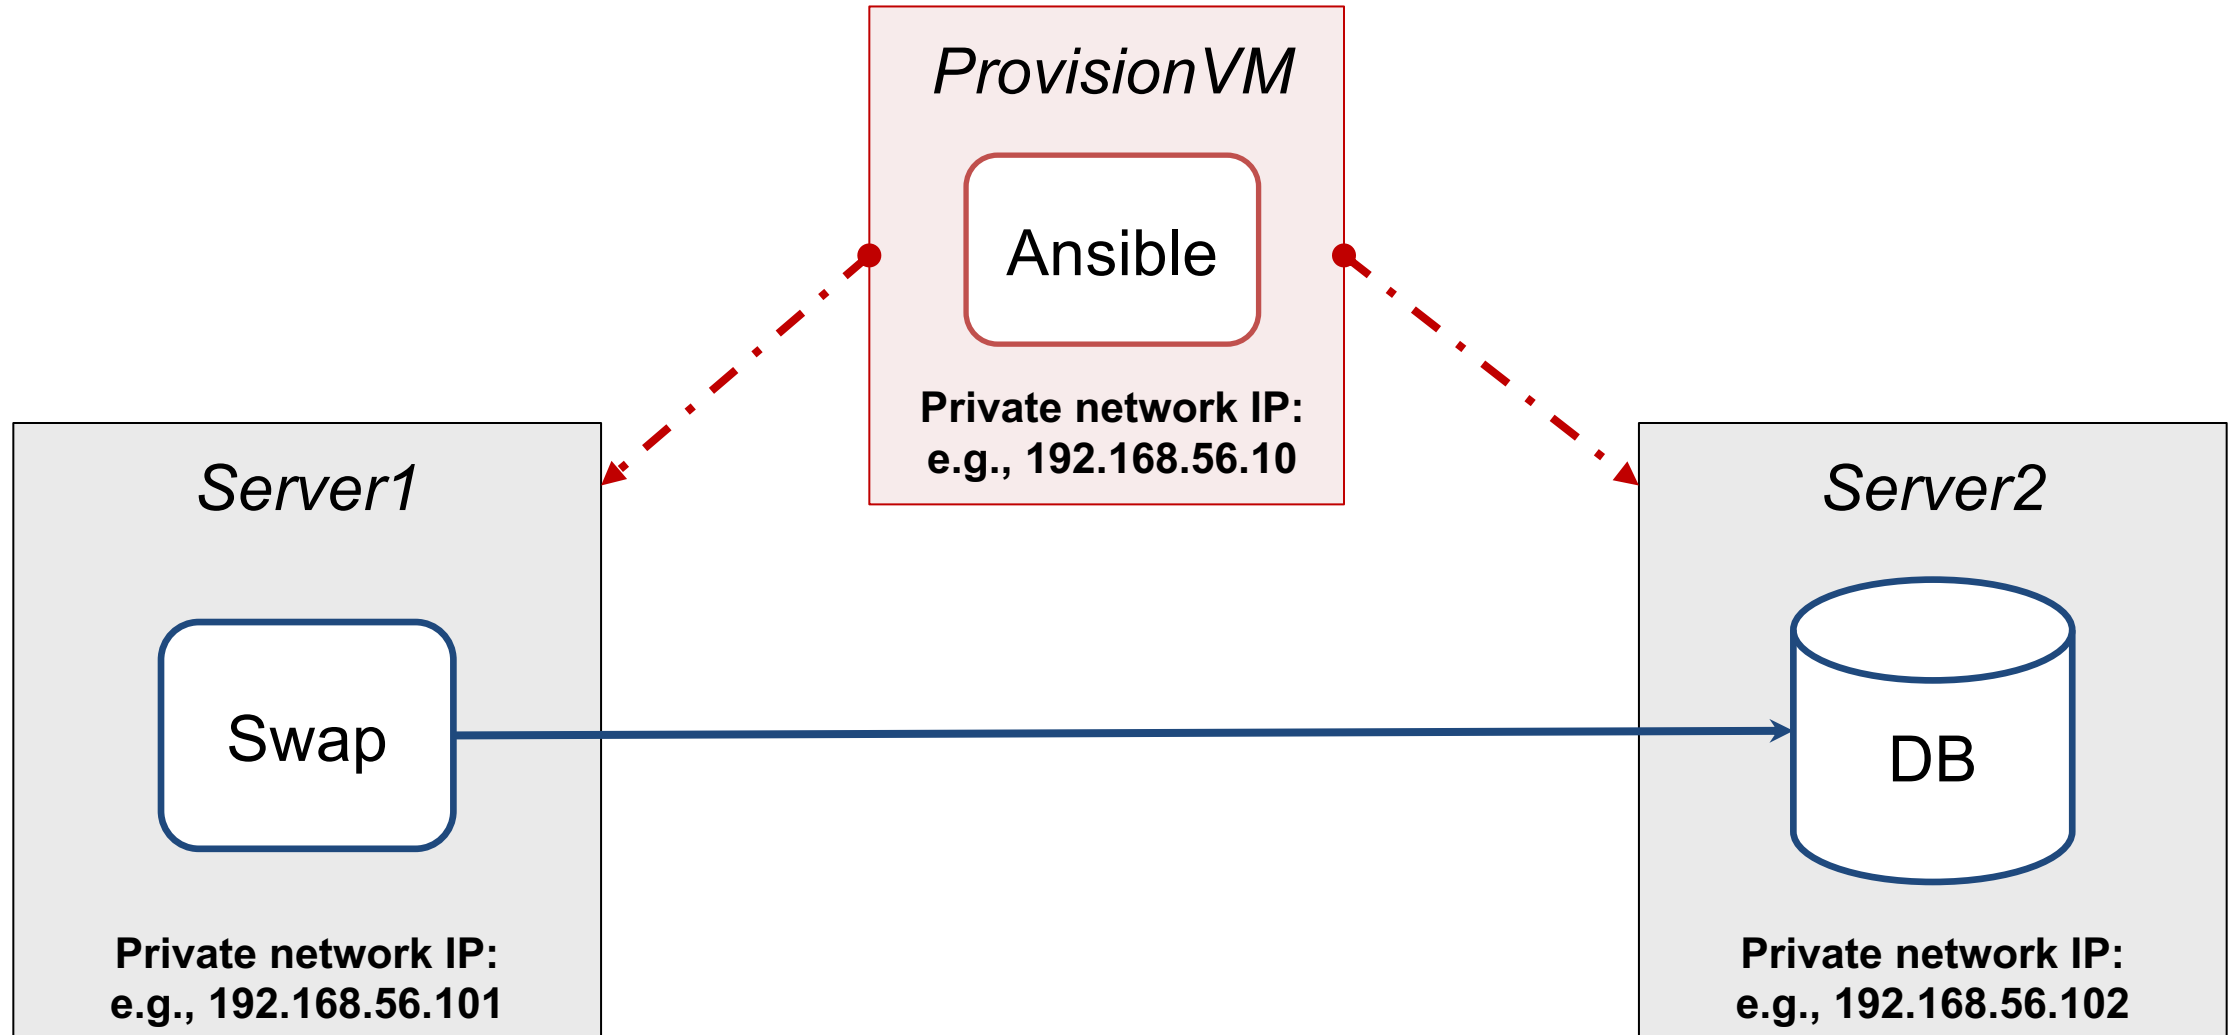 ProvisionVM
Ansible
Private network IP:
e.g., 192.168.56.10
Server1
Swap
Private network IP:
e.g., 192.168.56.101
Server2
DB
Private network IP:
e.g., 192.168.56.102